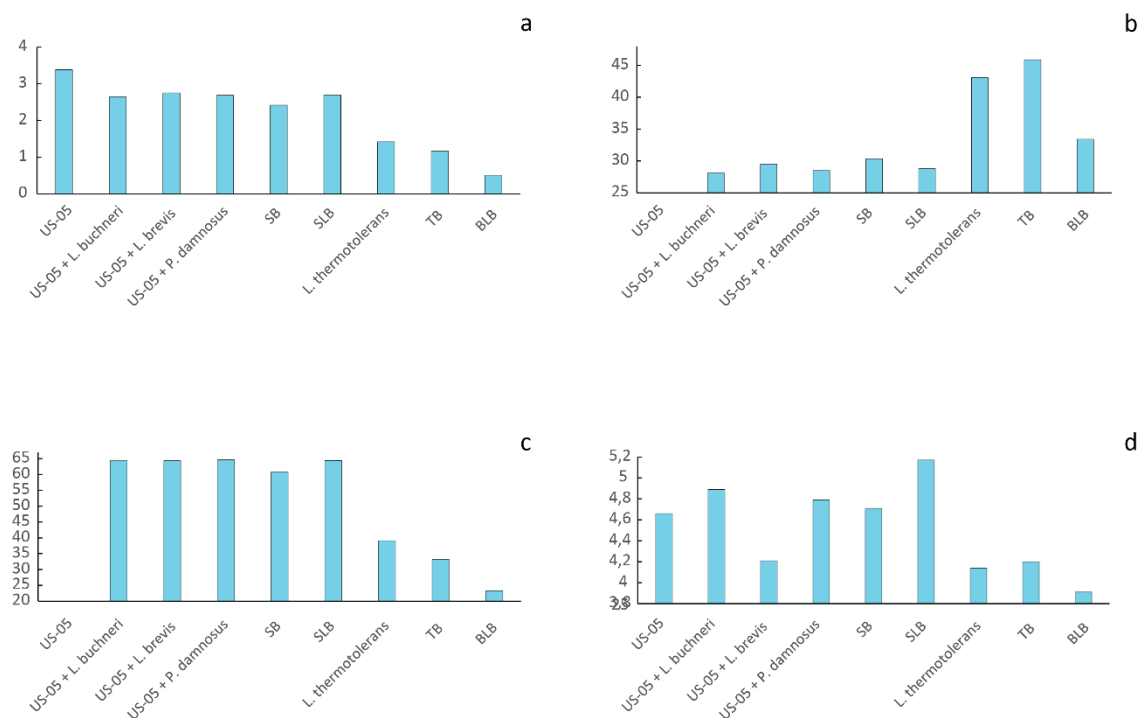 a
4
3
2
1
0
US-05
US-05 + L. buchneri
US-05 + L. brevis
US-05 + P. damnosus
SB
SLB
L. thermotolerans
TB
BLB
b
45
40
35
30
25
US-05
US-05 + L. buchneri
US-05 + L. brevis
US-05 + P. damnosus
SB
SLB
L. thermotolerans
TB
BLB
c
65
60
55
50
45
40
35
30
25
20
US-05
US-05 + L. buchneri
US-05 + L. brevis
US-05 + P. damnosus
SB
SLB
L. thermotolerans
TB
BLB
d
5,2
5
4,8
4,6
4,4
4,2
4
3,8
US-05
US-05 + L. buchneri
US-05 + L. brevis
US-05 + P. damnosus
SB
SLB
L. thermotolerans
TB
BLB